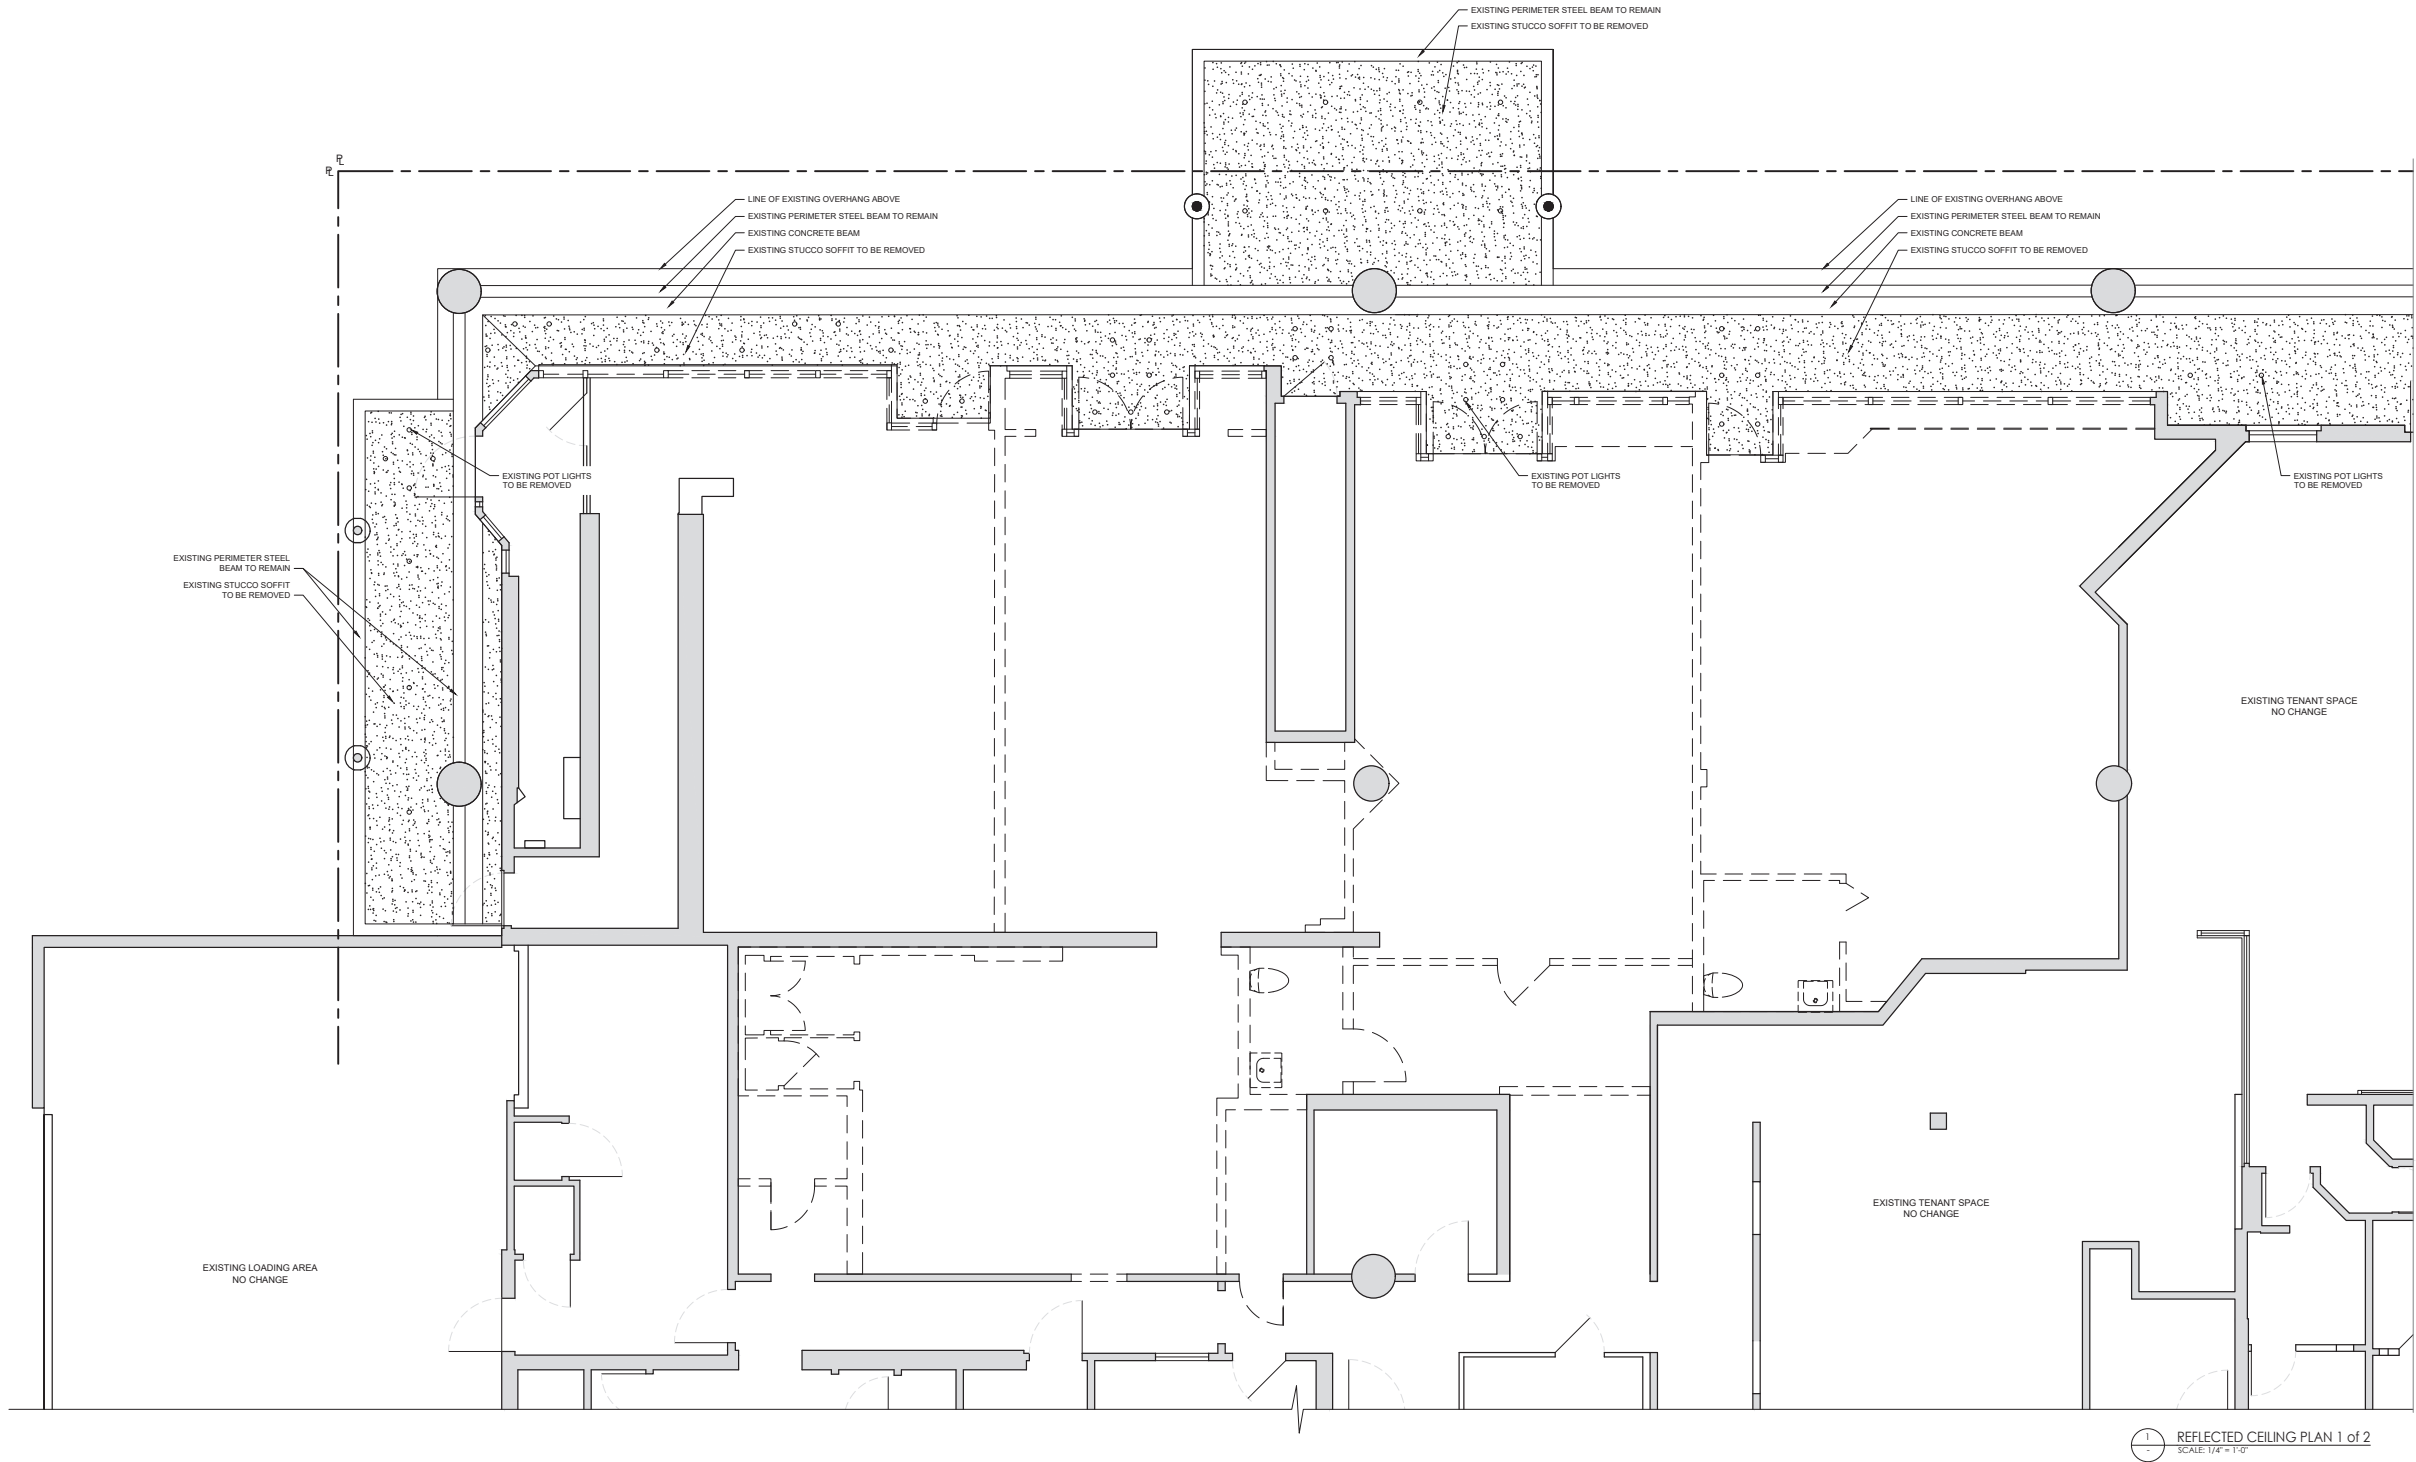 EXISTING PERIMETER STEEL BEAM TO REMAIN
EXISTING STUCCO SOFFIT TO BE REMOVED
PL
PL
LINE OF EXISTING OVERHANG ABOVE
EXISTING PERIMETER STEEL BEAM TO REMAIN
EXISTING CONCRETE BEAM
EXISTING STUCCO SOFFIT TO BE REMOVED
LINE OF EXISTING OVERHANG ABOVE
EXISTING PERIMETER STEEL BEAM TO REMAIN
EXISTING CONCRETE BEAM
EXISTING STUCCO SOFFIT TO BE REMOVED
EXISTING POT LIGHTS
TO BE REMOVED
EXISTING POT LIGHTS
TO BE REMOVED
EXISTING POT LIGHTS
TO BE REMOVED
EXISTING PERIMETER STEEL
BEAM TO REMAIN
EXISTING STUCCO SOFFIT
TO BE REMOVED
EXISTING TENANT SPACE
NO CHANGE
EXISTING TENANT SPACE
NO CHANGE
EXISTING LOADING AREA
NO CHANGE
1
-
REFLECTED CEILING PLAN 1 of 2
SCALE: 1/4" = 1'-0"